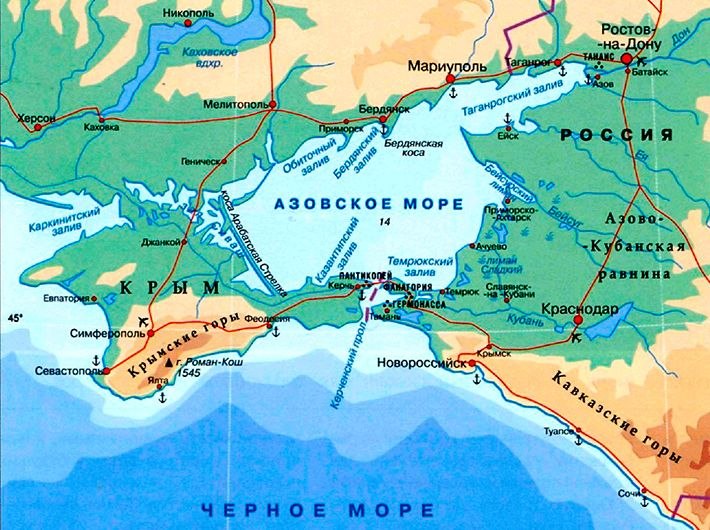 Никополь
Ростов-
-на-Дону
Дон
Каховское
вдхр.
Мариуполь
Таганрог
ТАНАИС
Батайск
Азов
Мелитополь
Бердянск
Таганрогский залив
Херсон
Каховка
Приморск
Бердянская
коса
Ейск
РОССИЯ
Геническ
Обиточный
залив
Бердянский
залив
Ея
Бейсугский
лиман
Каркинитский
залив
Сиваш
коса Арабатская Стрелка
АЗОВСКОЕ МОРЕ
14
Приморско-
-Ахтарск
Бейсуг
Азово-
-Кубанская
равнина
Джанкой
Казантипский
залив
Ачуево
Темрюкский
залив
лиман
Сладкий
КРЫМ
ПАНТИКОПЕЙ
Керчь
ФАНАГОРИЯ
ГЕРМОНАССА
Темрюк
Славянск-
-на-Кубани
Евпатория
Тамань
Кубань
Краснодар
45°
Симферополь
Крымские горы
Феодосия
Керченский прол.
Севастополь
г. Роман-Кош
1545
Ялта
Новороссийск
Крымск
Кавказские горы
Туапсе
Сочи
ЧЕРНОЕ МОРЕ